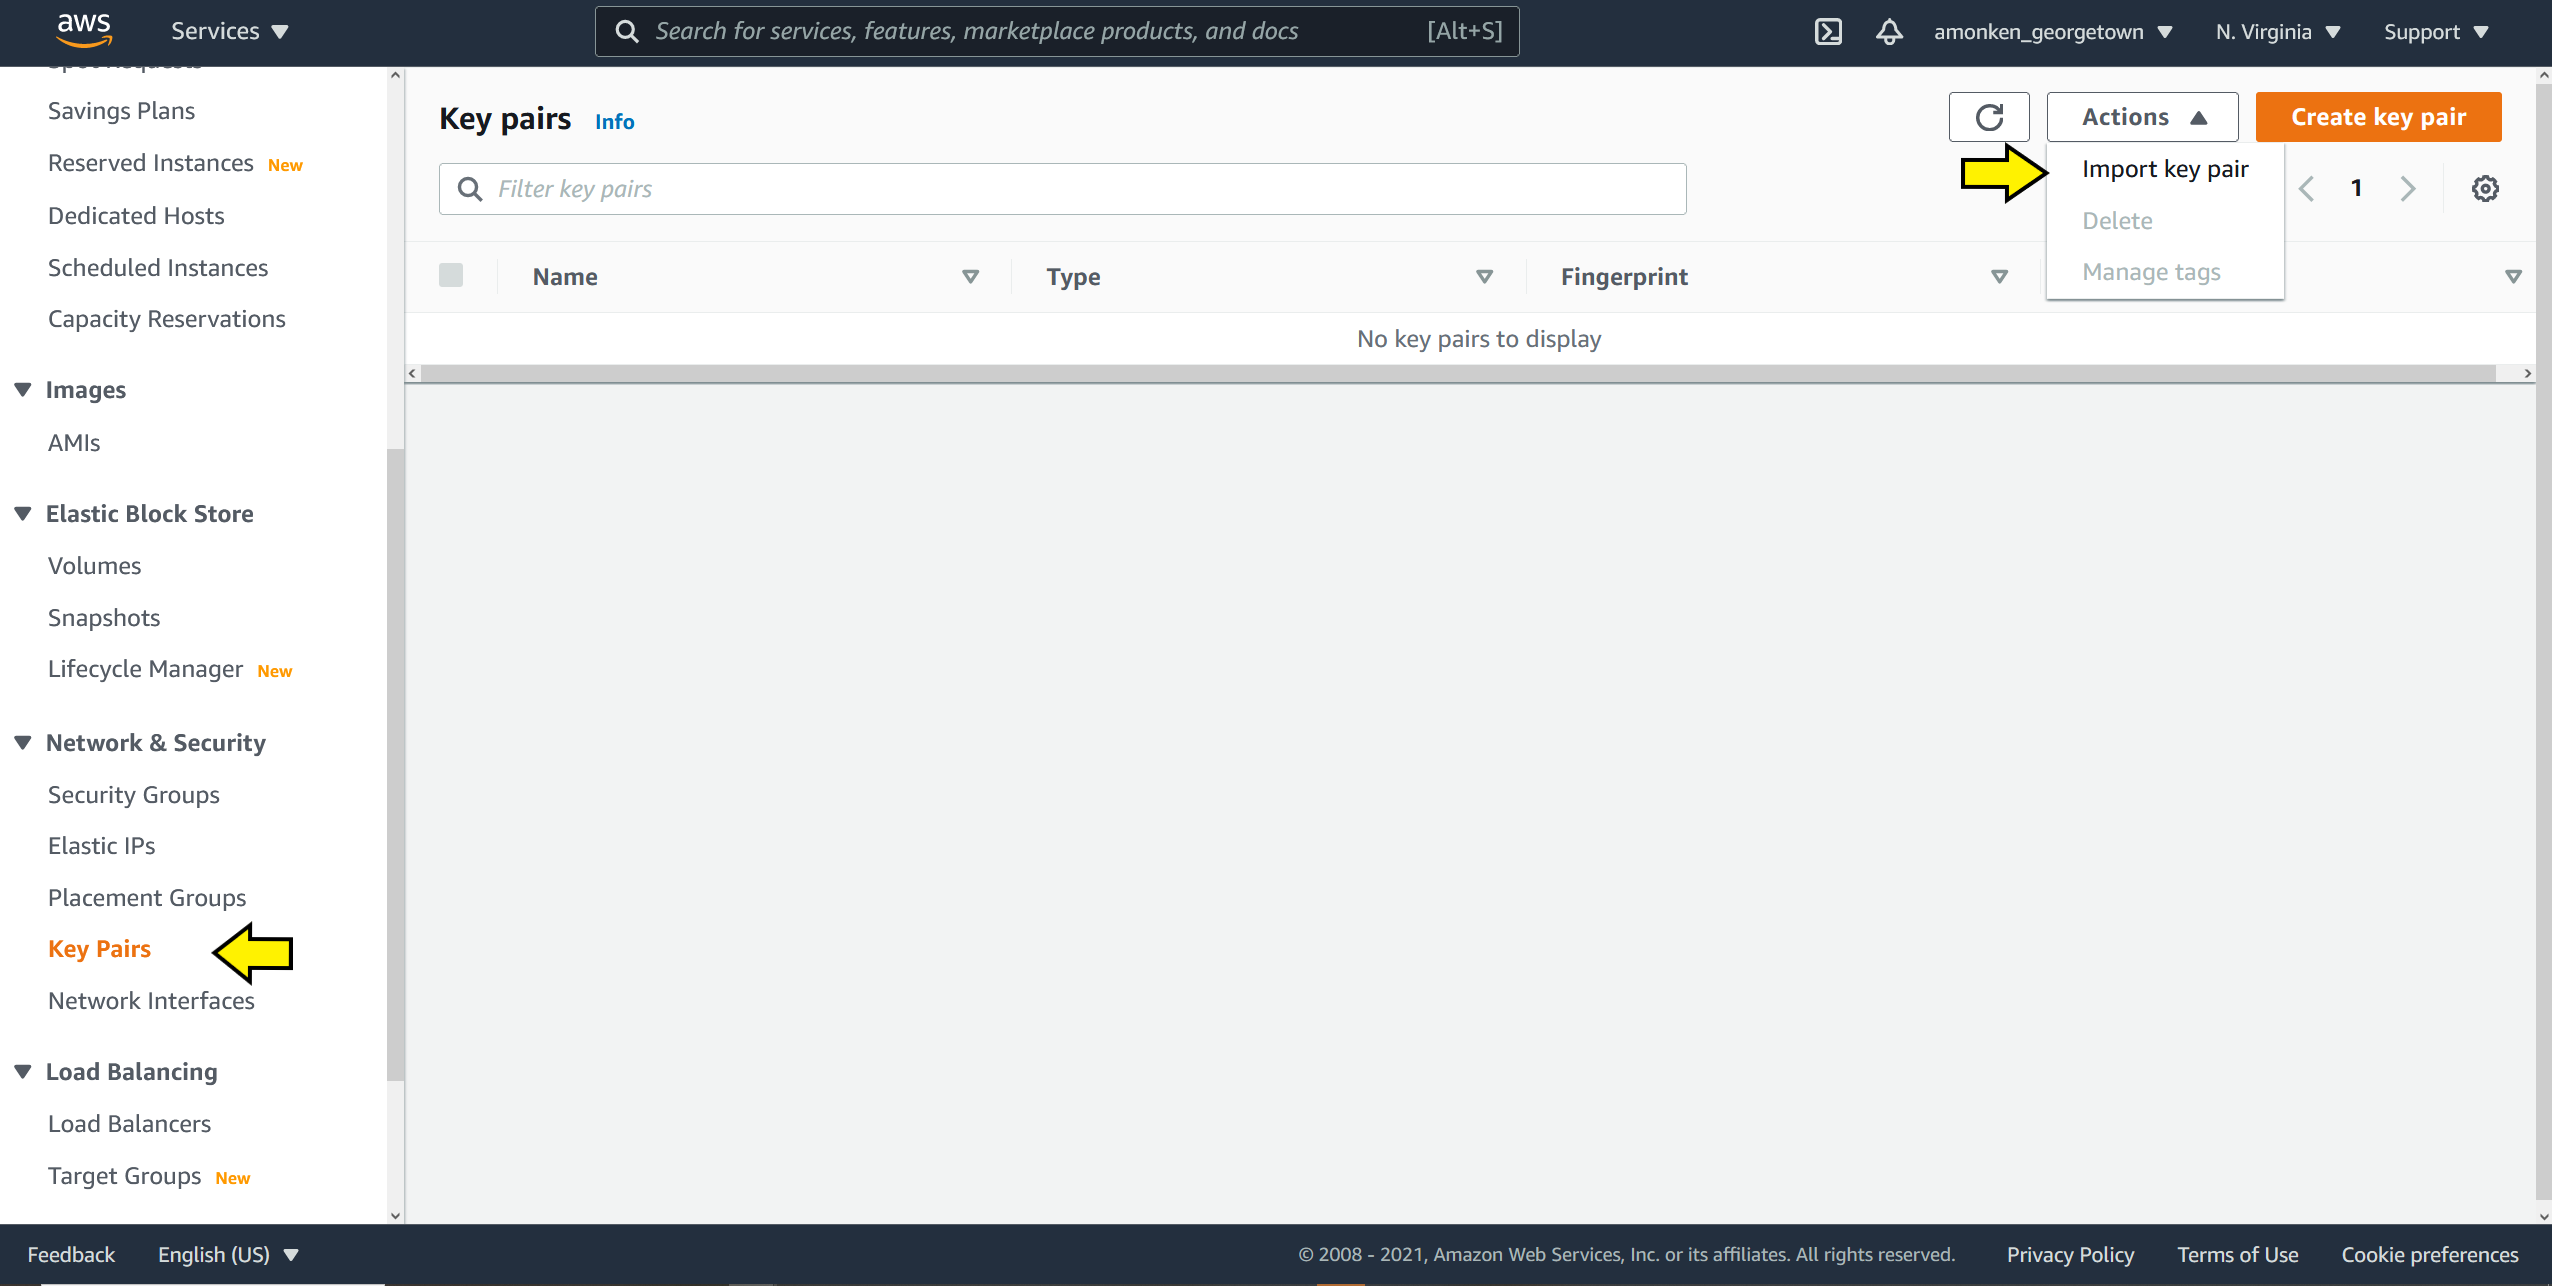 aws
Services
Search for services, features, marketplace products, and docs [Alt+S]
amonken_georgetown
N. Virginia
Support
Spot Requests
Savings Plans
Reserved Instances New
Dedicated Hosts
Scheduled Instances
Capacity Reservations
Images
AMIs
Elastic Block Store
Volumes
Snapshots
Lifecycle Manager New
Network & Security
Security Groups
Elastic IPs
Placement Groups
Key Pairs
Network Interfaces
Load Balancing
Load Balancers
Target Groups New
Key pairs Info
Actions
Create key pair
Filter key pairs
Import key pair
Delete
Manage tags
1
Name Type Fingerprint
No key pairs to display
Feedback English (US)
© 2008 - 2021, Amazon Web Services, Inc. or its affiliates. All rights reserved. Privacy Policy Terms of Use Cookie preferences